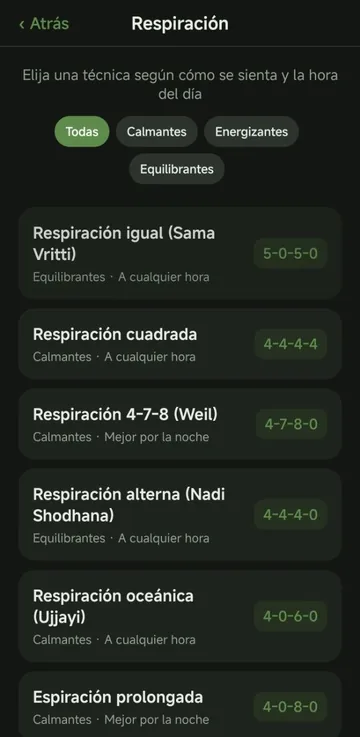 ‹ Atrás
Respiración
Elija una técnica según cómo se sienta y la hora
del día
Todas
Calmantes
Energizantes
Equilibrantes
Respiración igual (Sama
Vritti)
5-0-5-0
Equilibrantes · A cualquier hora
Respiración cuadrada
4-4-4-4
Calmantes · A cualquier hora
Respiración 4-7-8 (Weil)
4-7-8-0
Calmantes · Mejor por la noche
Respiración alterna (Nadi
Shodhana)
4-4-4-0
Equilibrantes · A cualquier hora
Respiración oceánica
(Ujjayi)
4-0-6-0
Calmantes · A cualquier hora
Espiración prolongada
4-0-8-0
Calmantes · Mejor por la noche